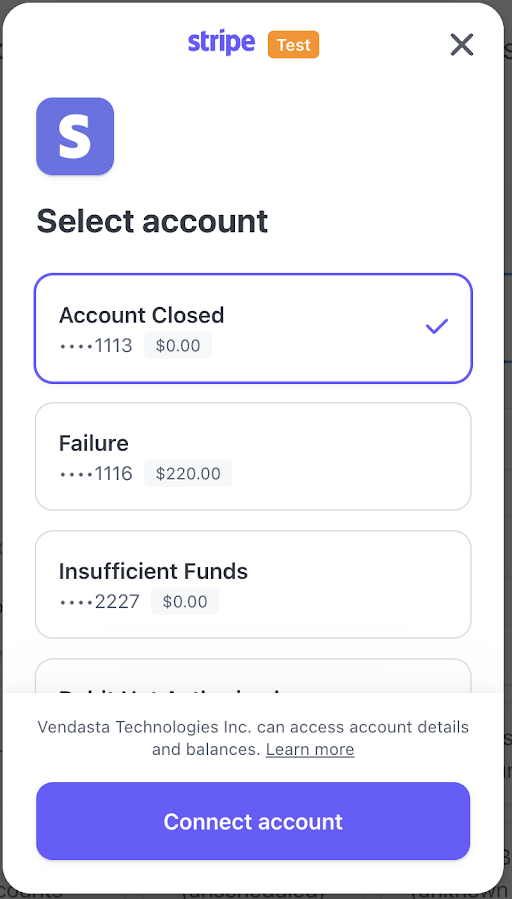 stripe Test
S
Select account
Account Closed
••••1113 $0.00
Failure
••••1116 $220.00
Insufficient Funds
••••2227 $0.00
Vendasta Technologies Inc. can access account details
and balances. Learn more
Connect account